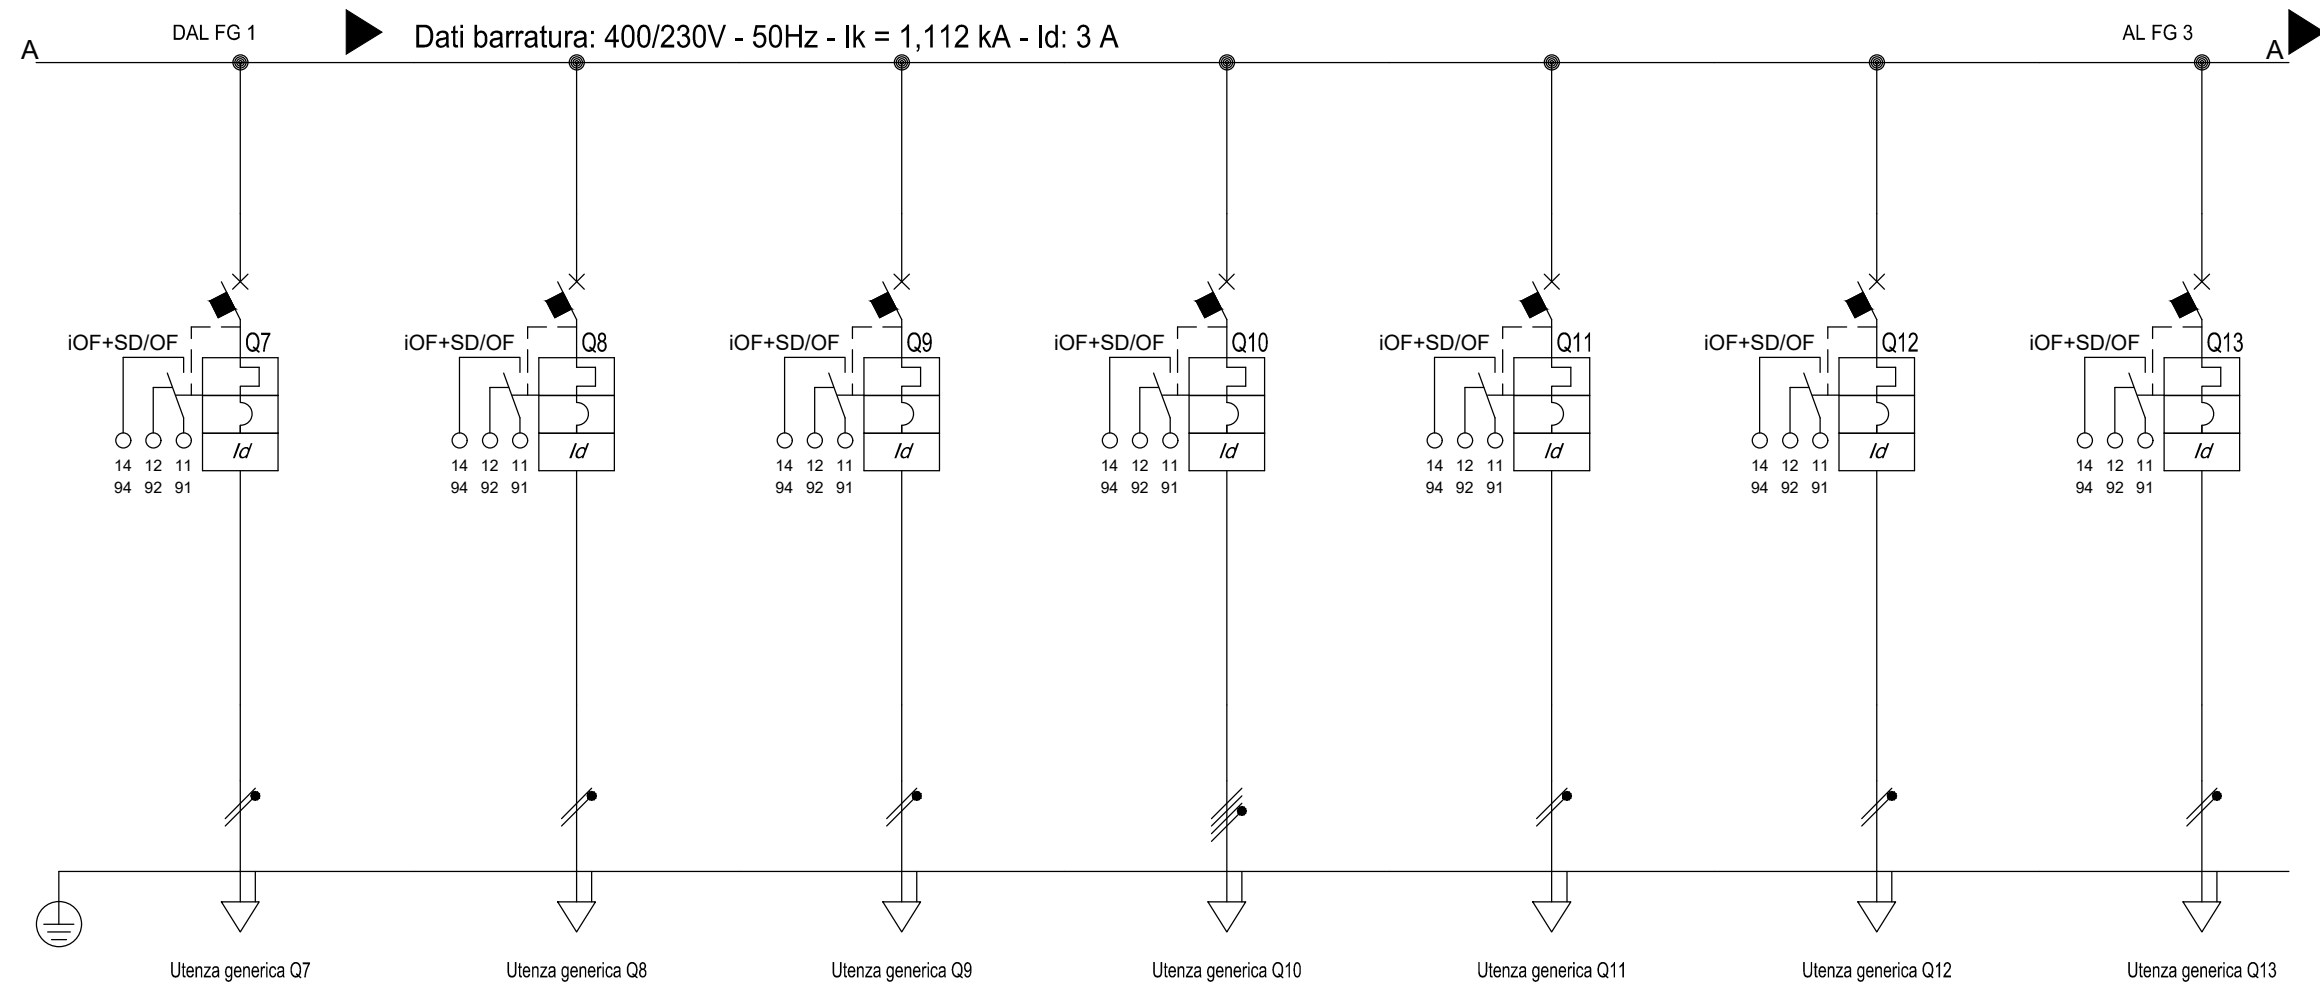 DAL FG 1
Dati barratura: 400/230V - 50Hz - Ik = 1,112 kA - Id: 3 A
AL FG 3
A
A
iOF+SD/OF Q7
iOF+SD/OF Q8
iOF+SD/OF Q9
iOF+SD/OF Q10
iOF+SD/OF Q11
iOF+SD/OF Q12
iOF+SD/OF Q13
Id Id Id Id Id Id Id
14 12 11 14 12 11 14 12 11 14 12 11 14 12 11 14 12 11 14 12 11
94 92 91 94 92 91 94 92 91 94 92 91 94 92 91 94 92 91 94 92 91
Utenza generica Q7
Utenza generica Q8
Utenza generica Q9
Utenza generica Q10
Utenza generica Q11
Utenza generica Q12
Utenza generica Q13